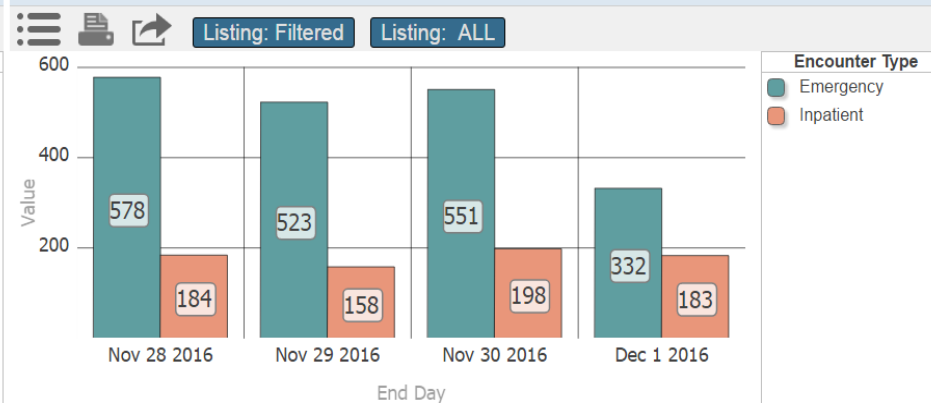 Listing: Filtered
Listing: ALL
600
400
200
Value
578
184
523
158
551
198
332
183
Nov 28 2016
Nov 29 2016
Nov 30 2016
Dec 1 2016
End Day
Encounter Type
Emergency
Inpatient